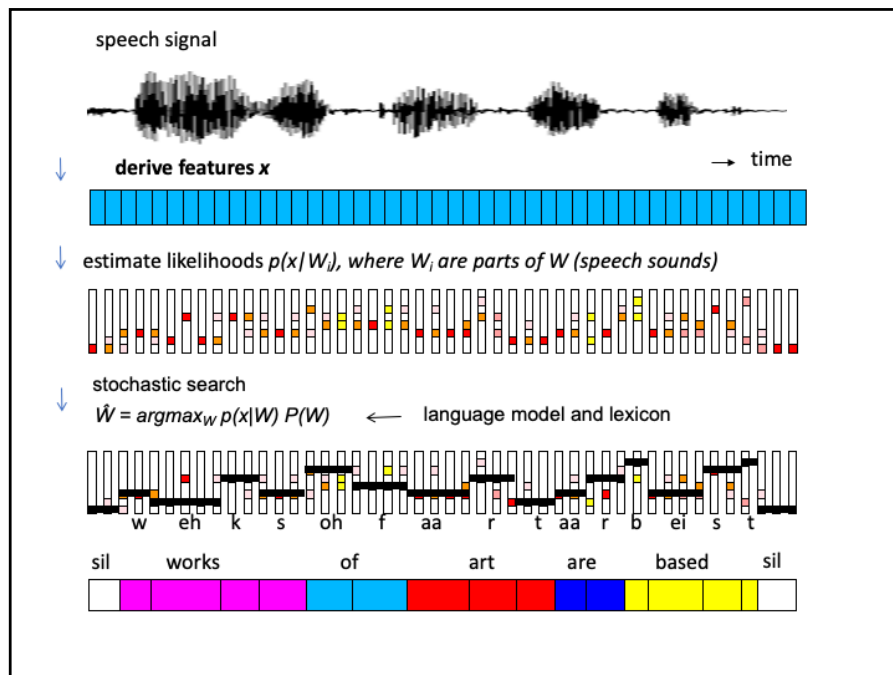 speech signal
derive features x
→ time
estimate likelihoods p(x|Wi), where Wi are parts of W (speech sounds)
stochastic search
Ŵ = argmaxW p(x|W) P(W) ← language model and lexicon
w eh k s oh f aa r t aa r b ei s t
sil works of art are based sil